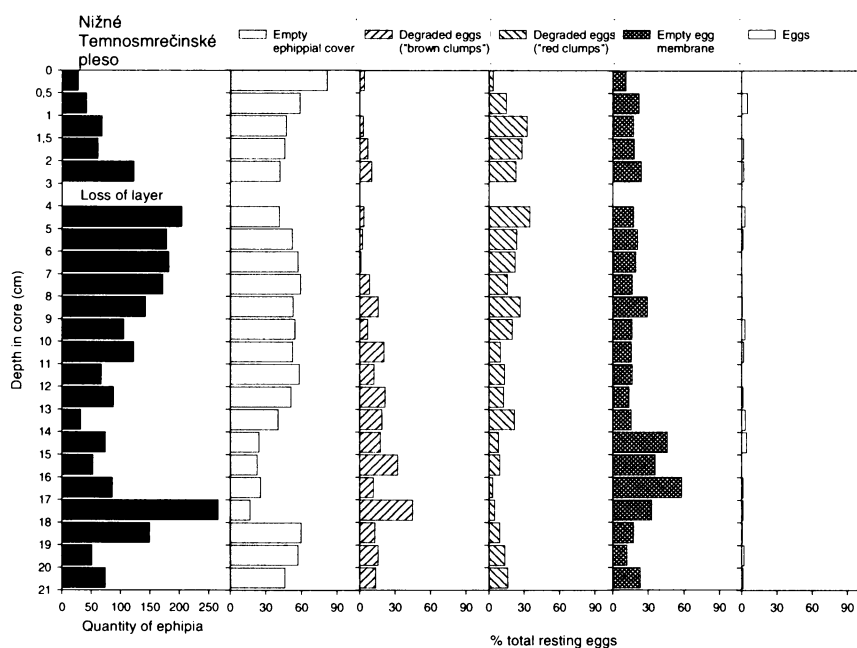 Nižné
Temnosmrečinské
pleso
Empty
ephippial cover
Degraded eggs
("brown clumps")
Degraded eggs
("red clumps")
Empty egg
membrane
Eggs
0
0,5
1
1,5
2
3
4
5
6
7
8
9
10
11
12
13
14
15
16
17
18
19
20
21
Depth in core (cm)
Loss of layer
0 50 100 150 200 250
0 30 60 90
0 30 60 90
0 30 60 90
0 30 60 90
0 30 60 90
Quantity of ephipia
% total resting eggs